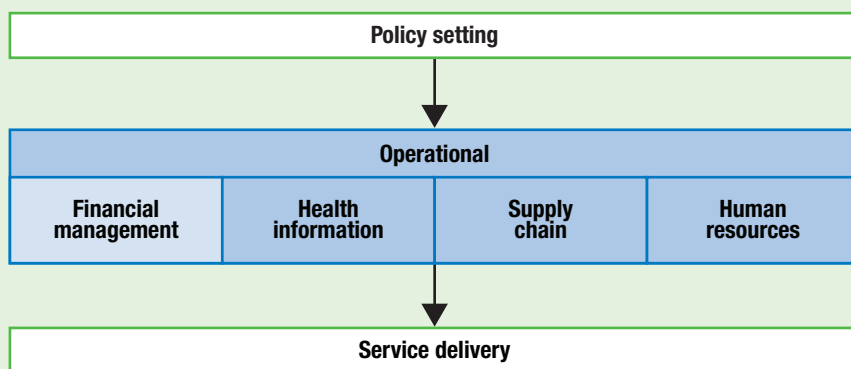 Policy setting
Operational
Financial
management
Health
information
Supply
chain
Human
resources
Service delivery